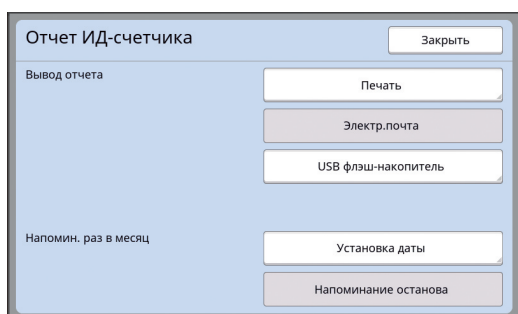 Отчет ИД-счетчика
Закрыть
Вывод отчета
Печать
Электр.почта
USB флэш-накопитель
Напомин. раз в месяц
Установка даты
Напоминание останова